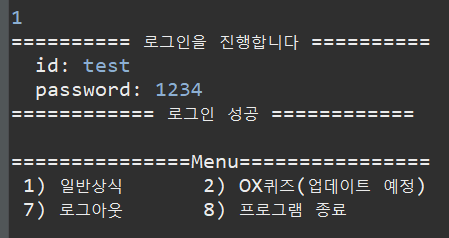 1
========== 로그인을 진행합니다 ==========
id: test
password: 1234
============ 로그인 성공 ============
===============Menu================
1) 일반상식 2) OX퀴즈(업데이트 예정)
7) 로그아웃 8) 프로그램 종료